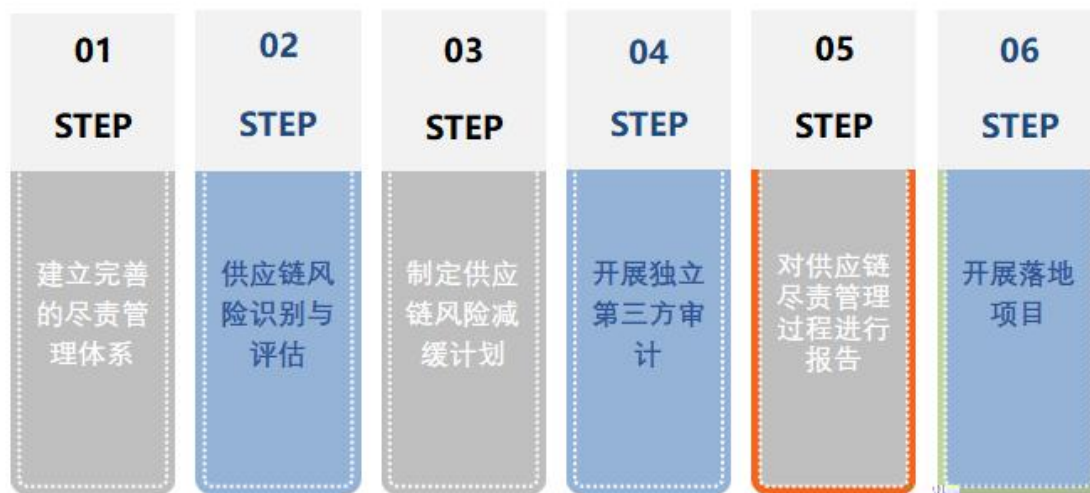 01
STEP
建立完善
的尽责管
理体系
02
STEP
供应链风
险识别与
评估
03
STEP
制定供应
链风险减
缓计划
04
STEP
开展独立
第三方审
计
05
STEP
对供应链
尽责管理
过程进行
报告
06
STEP
开展落地
项目